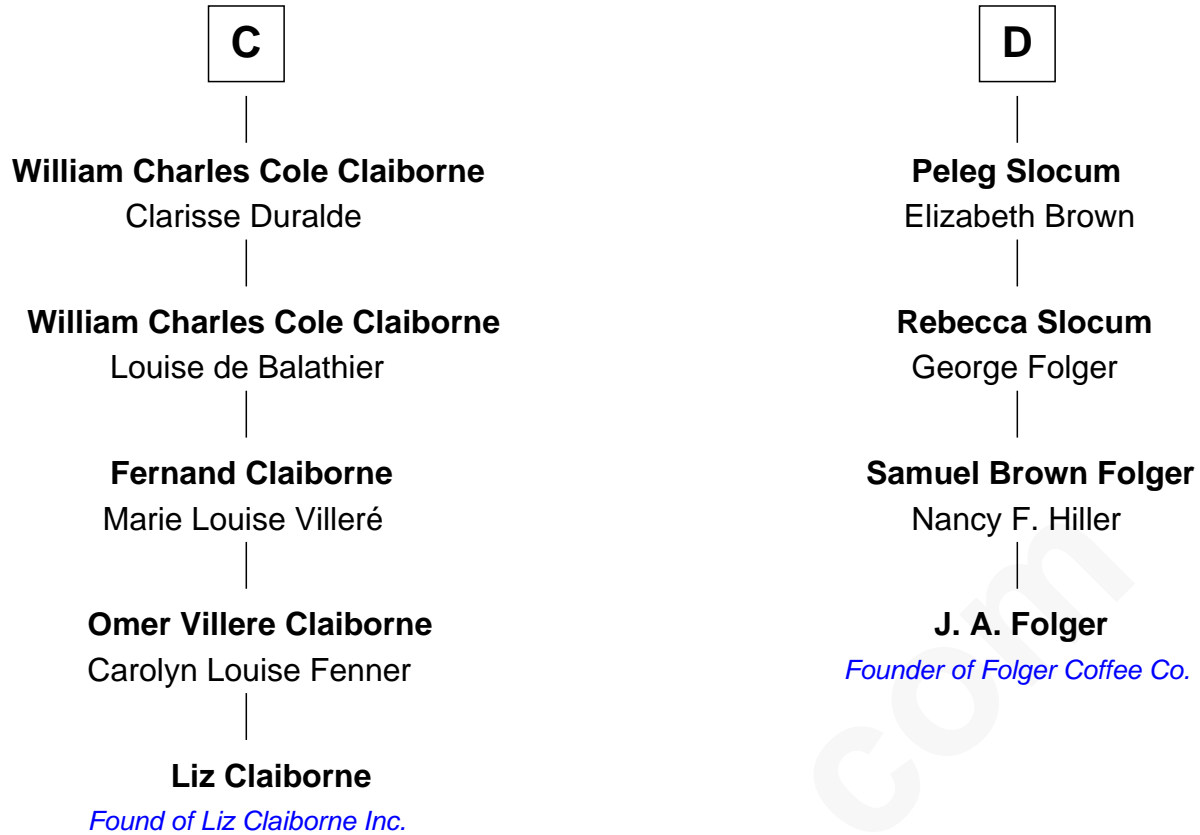 C
William Charles Cole Claiborne
Clarisse Duralde
William Charles Cole Claiborne
Louise de Balathier
Fernand Claiborne
Marie Louise Villeré
Omer Villere Claiborne
Carolyn Louise Fenner
Liz Claiborne
Found of Liz Claiborne Inc.
D
Peleg Slocum
Elizabeth Brown
Rebecca Slocum
George Folger
Samuel Brown Folger
Nancy F. Hiller
J. A. Folger
Founder of Folger Coffee Co.
com